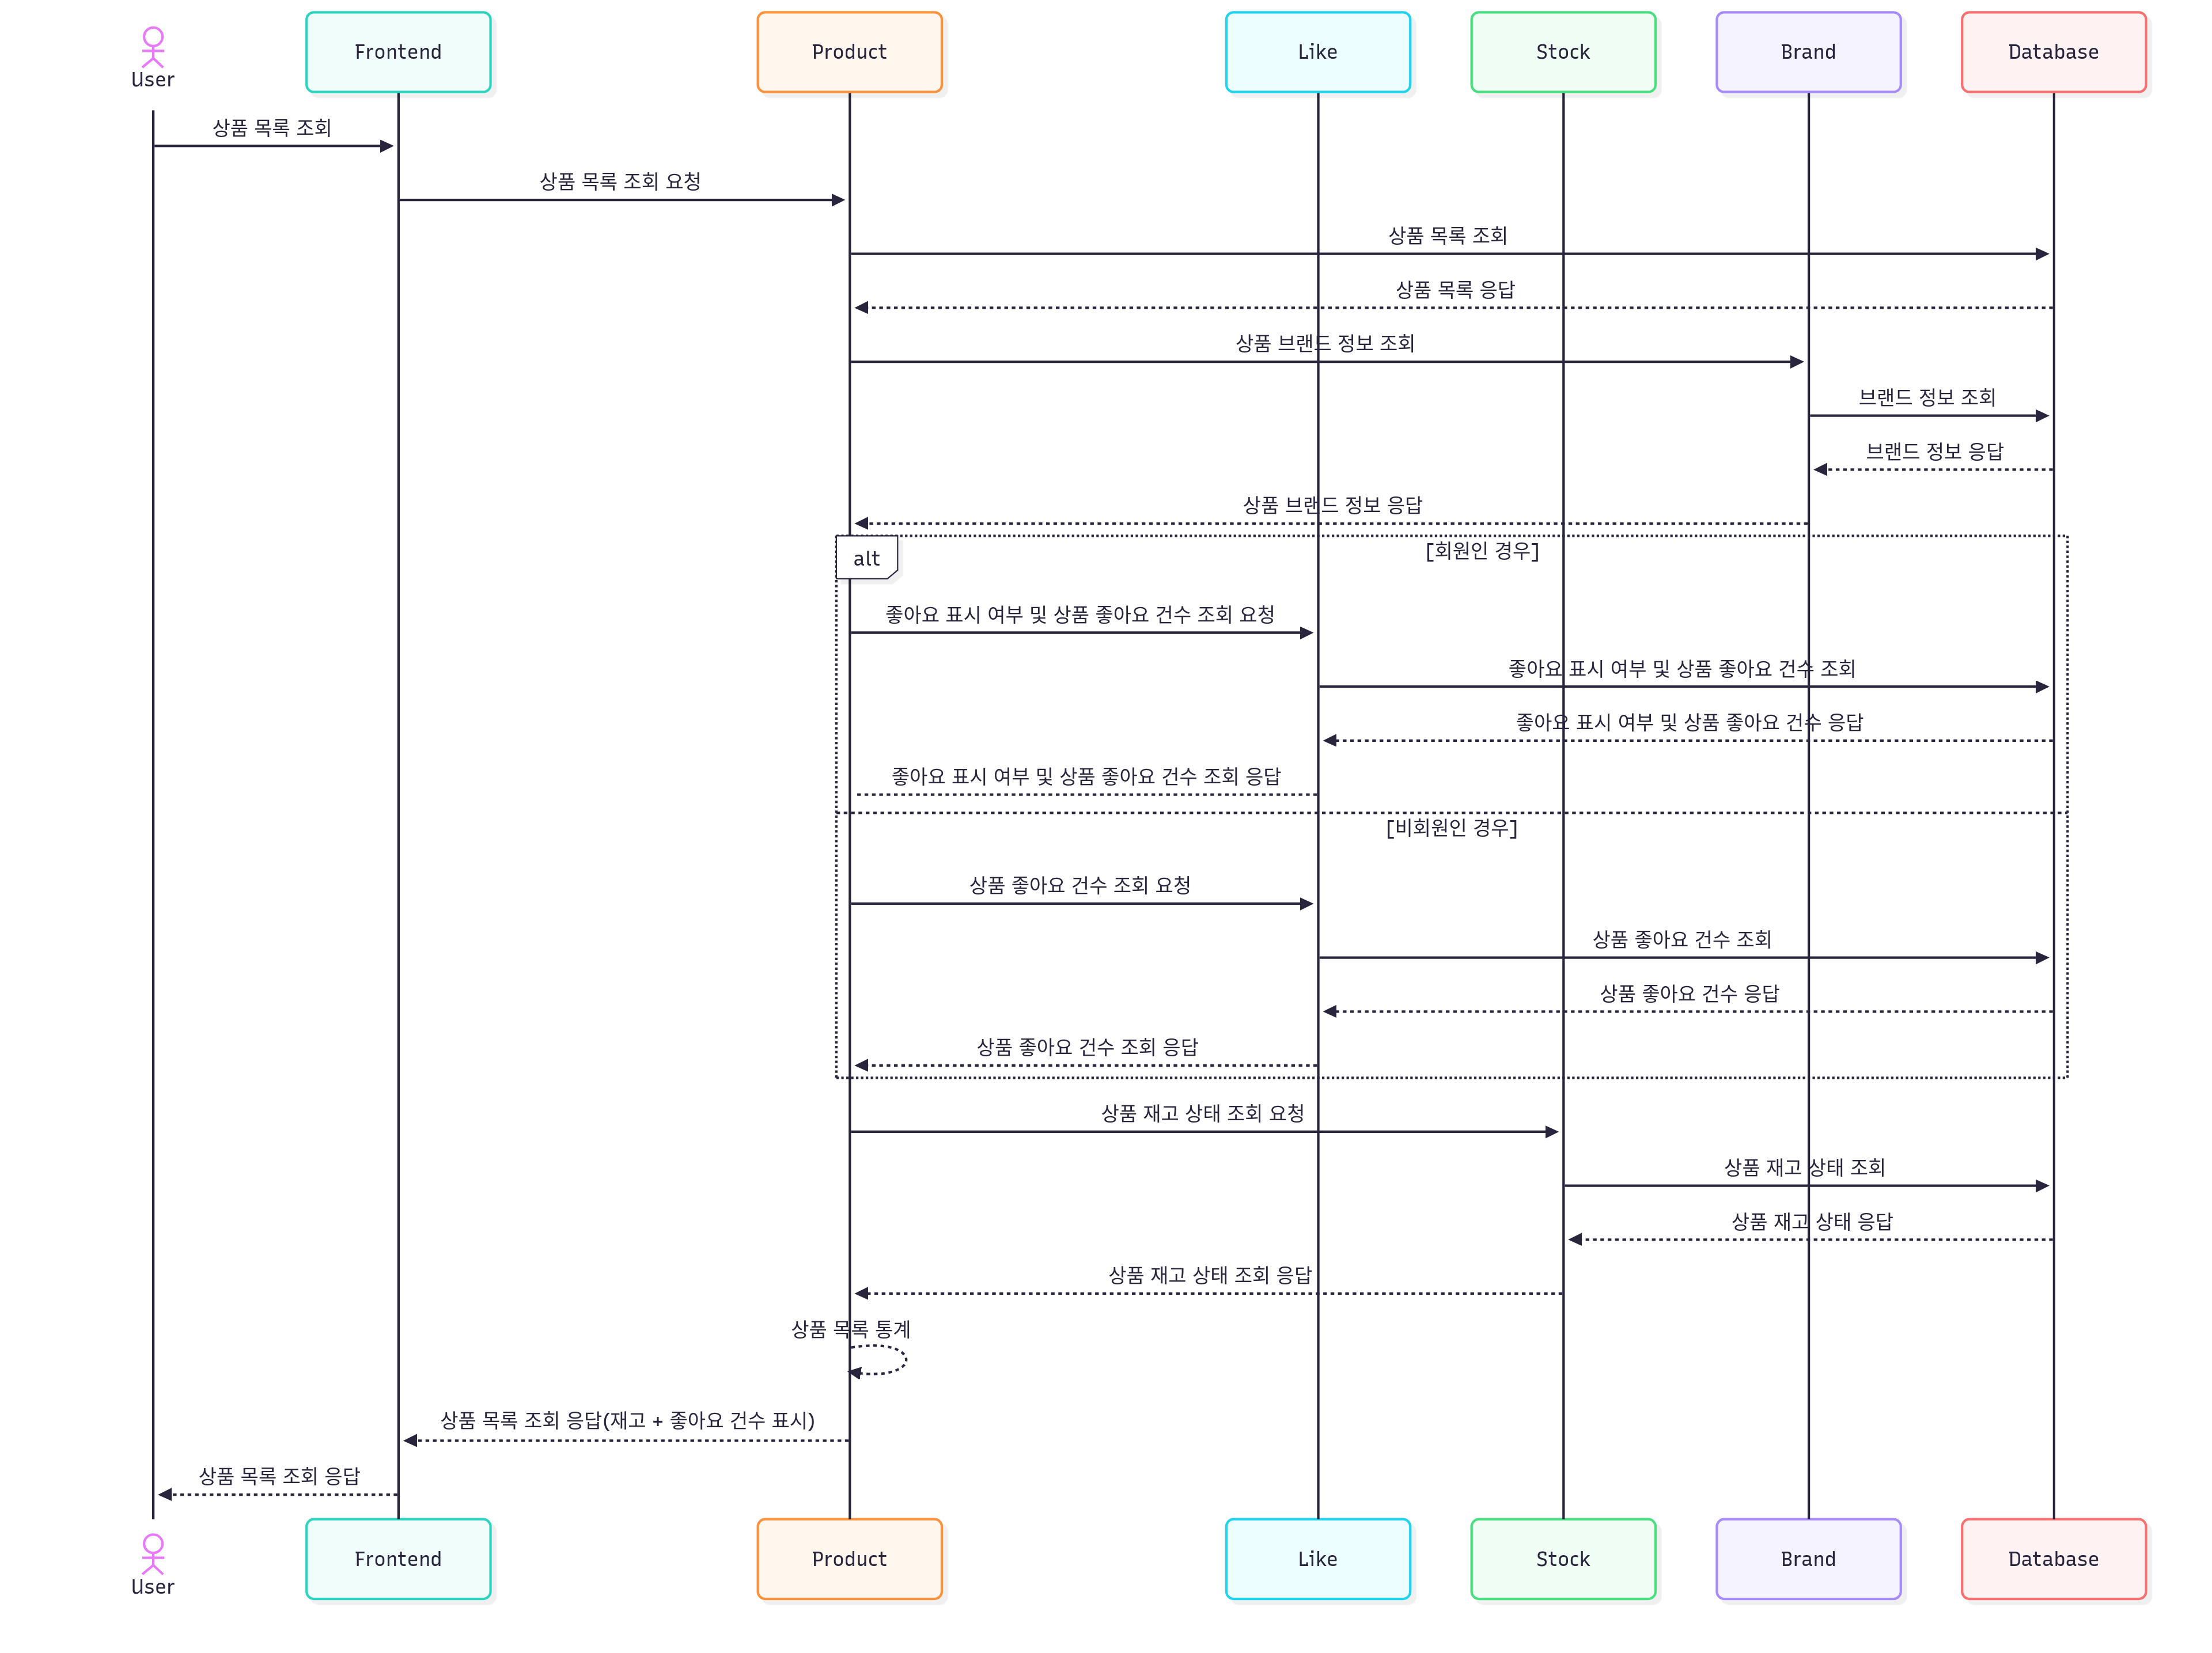 User
Frontend
Product
Like
Stock
Brand
Database
상품 목록 조회
상품 목록 조회 요청
상품 목록 조회
상품 목록 응답
상품 브랜드 정보 조회
브랜드 정보 조회
브랜드 정보 응답
상품 브랜드 정보 응답
alt
[회원인 경우]
좋아요 표시 여부 및 상품 좋아요 건수 조회 요청
좋아요 표시 여부 및 상품 좋아요 건수 조회
좋아요 표시 여부 및 상품 좋아요 건수 응답
좋아요 표시 여부 및 상품 좋아요 건수 조회 응답
[비회원인 경우]
상품 좋아요 건수 조회 요청
상품 좋아요 건수 조회
상품 좋아요 건수 응답
상품 좋아요 건수 조회 응답
상품 재고 상태 조회 요청
상품 재고 상태 조회
상품 재고 상태 응답
상품 재고 상태 조회 응답
상품 목록 통계
상품 목록 조회 응답(재고 + 좋아요 건수 표시)
상품 목록 조회 응답
User
Frontend
Product
Like
Stock
Brand
Database